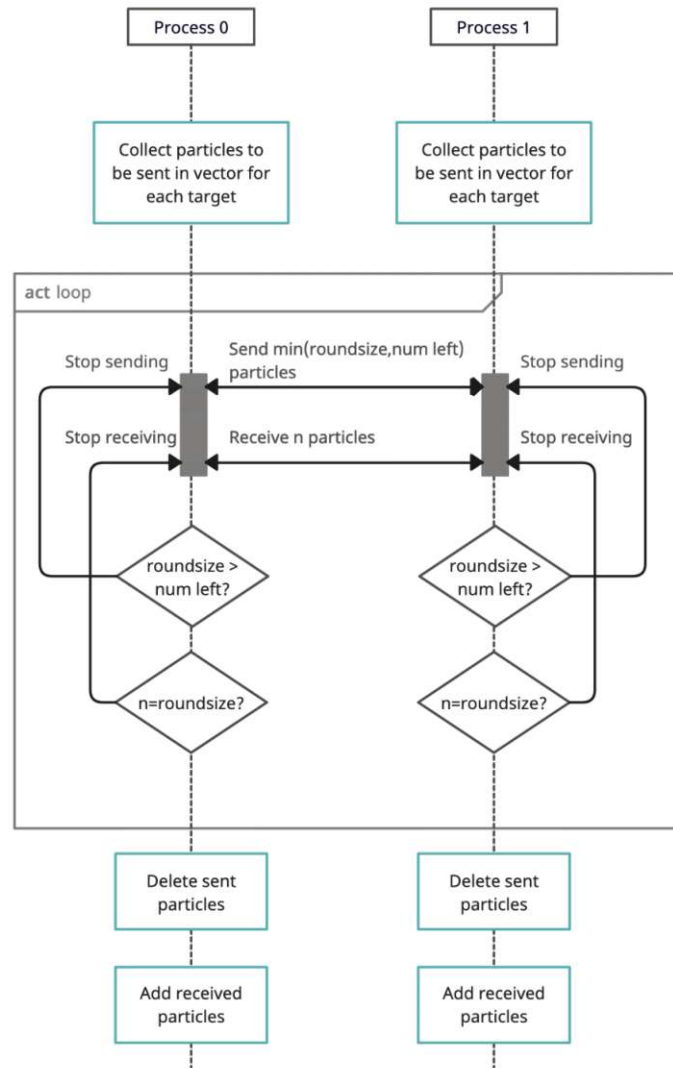 Process 0
Process 1
Collect particles to
be sent in vector for
each target
Collect particles to
be sent in vector for
each target
act loop
Stop sending
Send min(roundsize,num left)
particles
Stop sending
Stop receiving
Receive n particles
Stop receiving
roundsize >
num left?
roundsize >
num left?
n=roundsize?
n=roundsize?
Delete sent
particles
Delete sent
particles
Add received
particles
Add received
particles